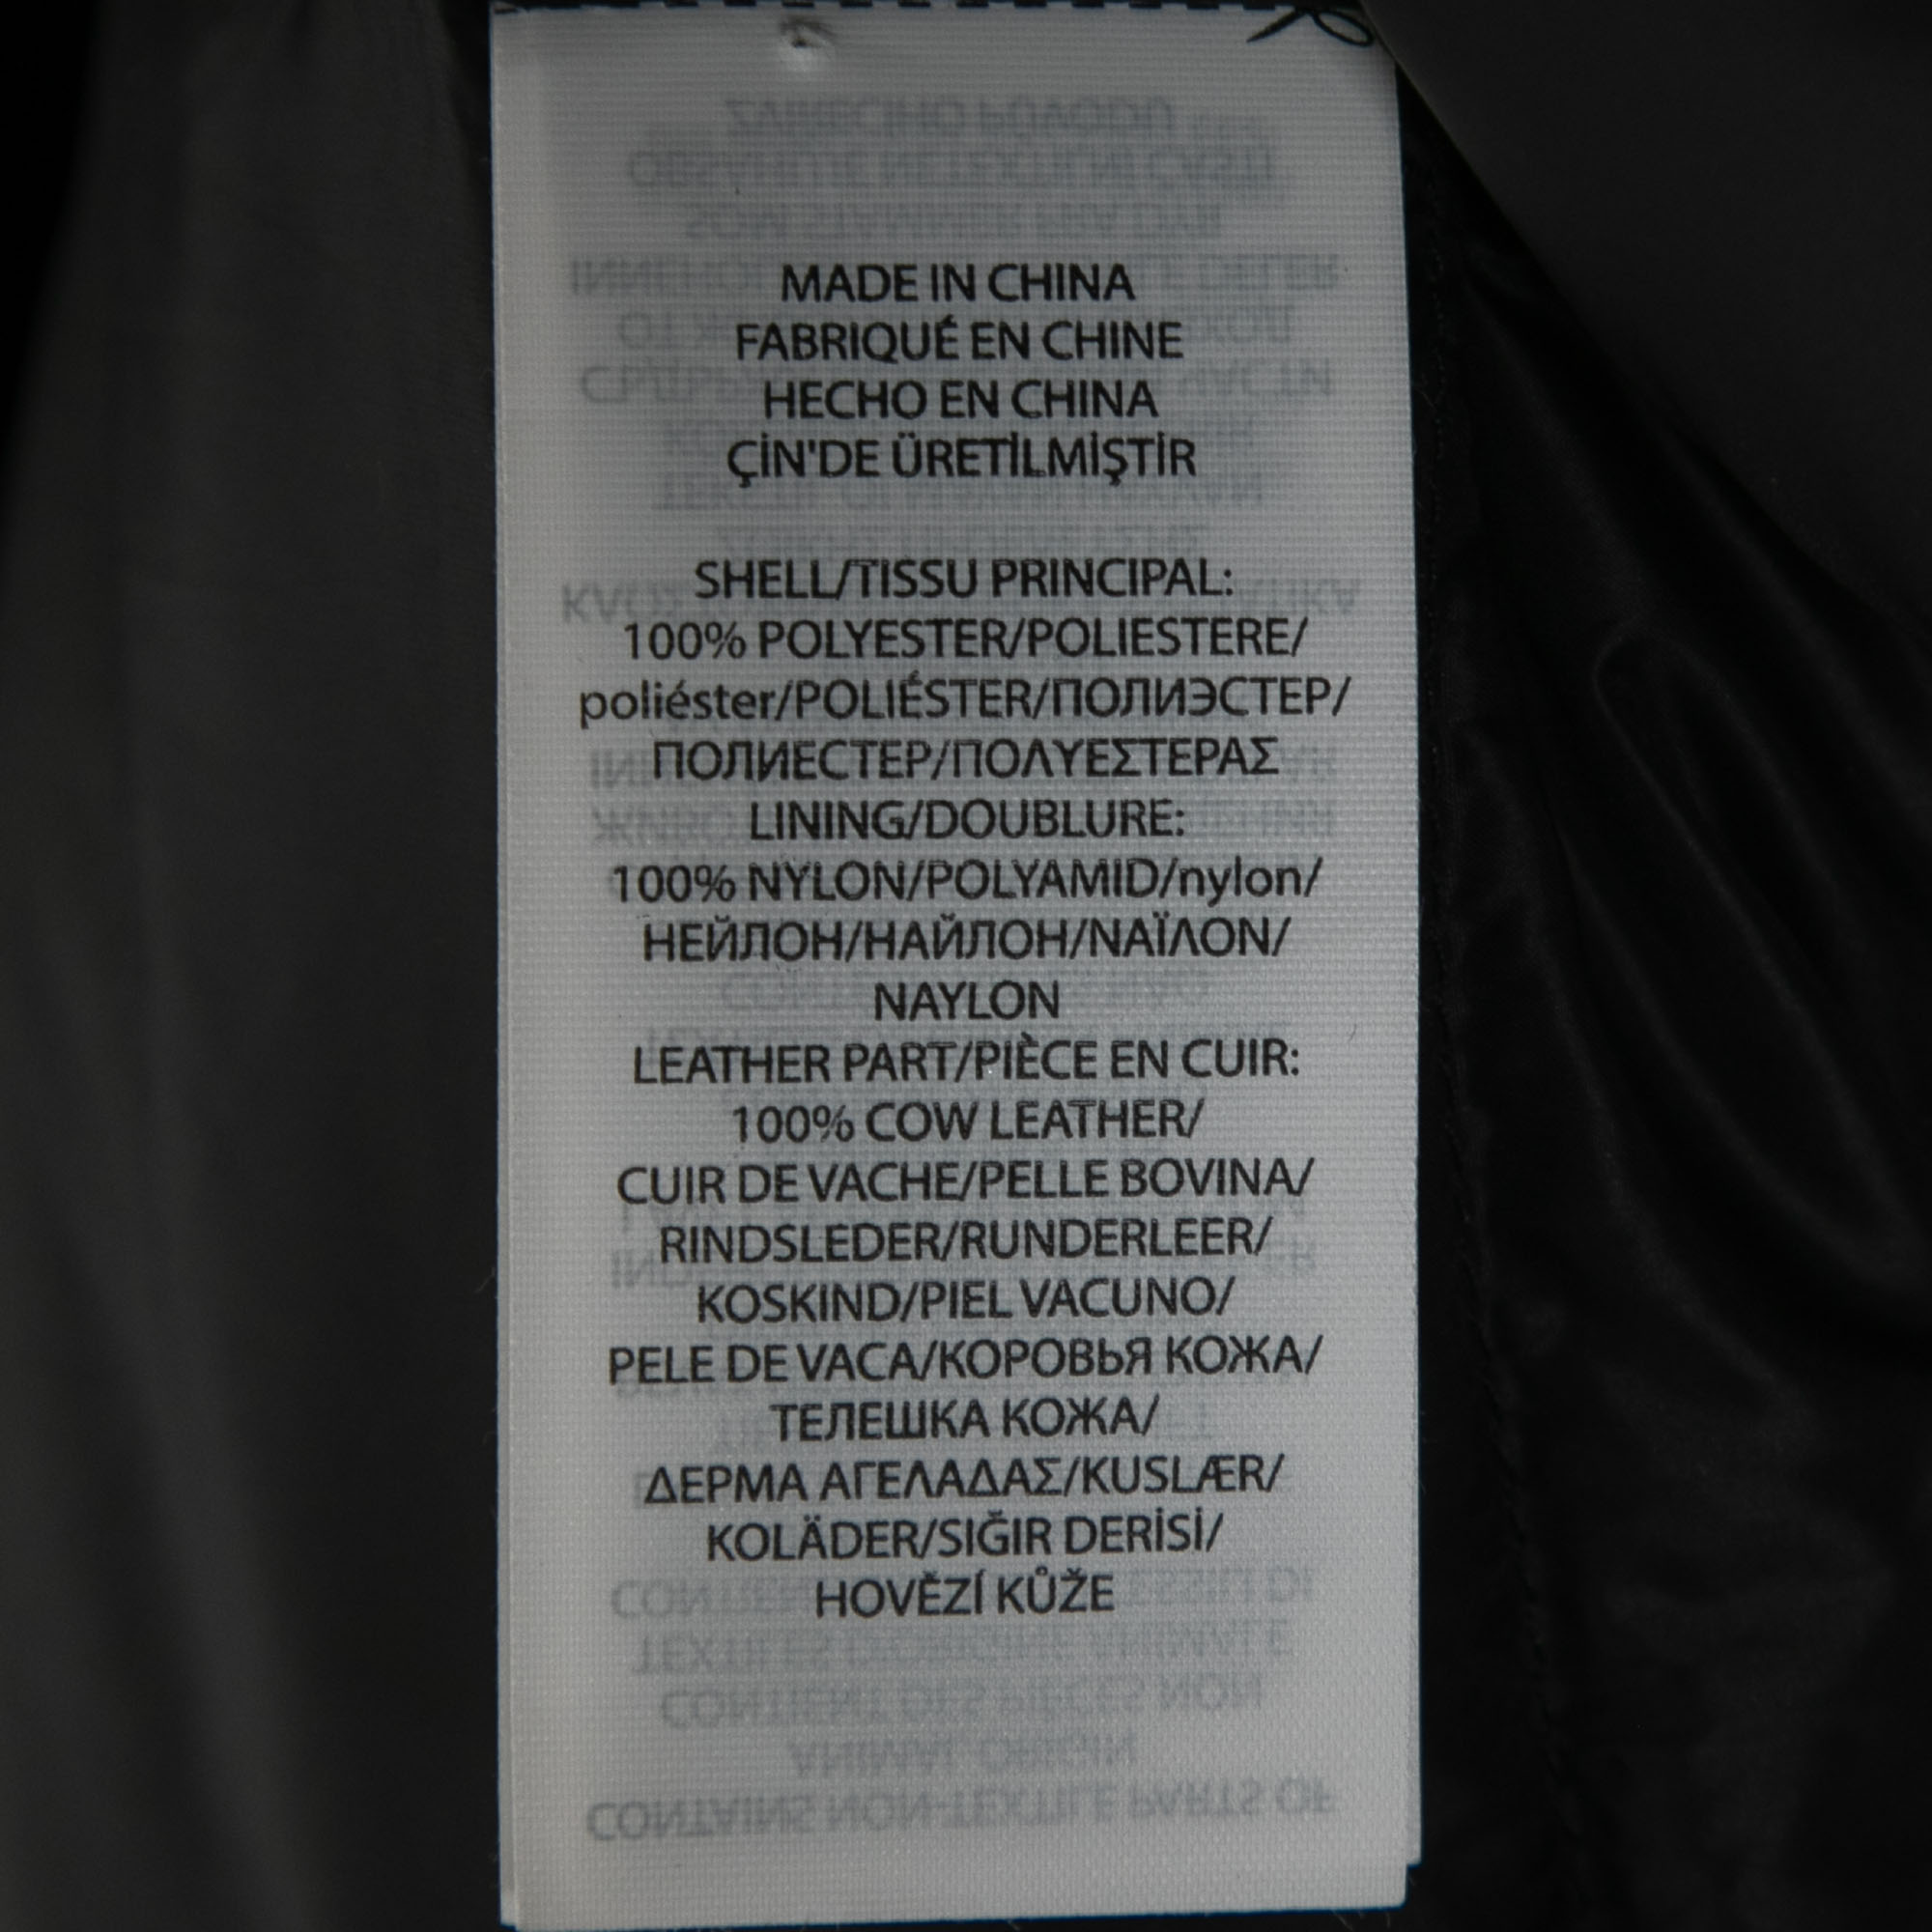 MADE IN CHINA
FABRIQUÉ EN CHINE
HECHO EN CHINA
ÇİN'DE ÜRETİLMİŞTİR
SHELL/TISSU PRINCIPAL:
100% POLYESTER/POLIESTERE/
poliéster/POLIÉSTER/ПОЛИЭСТЕР/
ПОЛИЕСТЕР/ΠΟΛΥΕΣΤΕΡΑΣ
LINING/DOUBLURE:
100% NYLON/POLYAMID/nylon/
НЕЙЛОН/НАЙЛОН/ΝΑΪΛΟΝ/
NAYLON
LEATHER PART/PIÈCE EN CUIR:
100% COW LEATHER/
CUIR DE VACHE/PELLE BOVINA/
RINDSLEDER/RUNDERLEER/
KOSKIND/PIEL VACUNO/
PELE DE VACA/КОРОВЬЯ КОЖА/
ТЕЛЕШКА КОЖА/
ΔΕΡΜΑ ΑΓΕΛΑΔΑΣ/KUSLÆR/
KOLÄDER/SIĞIR DERİSİ/
HOVĚZÍ KŮŽE